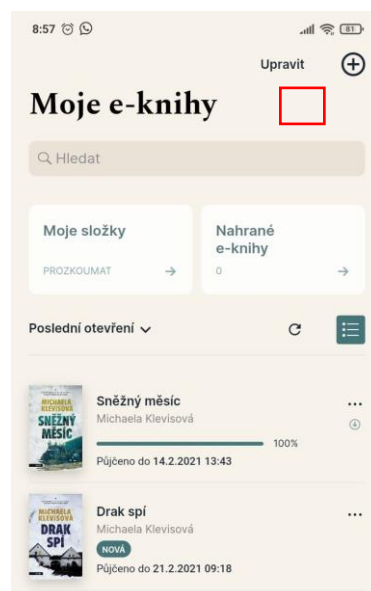 8:57
81
Upravit
Moje e-knihy
Hledat
Moje složky
PROZKOUMAT
Nahrané
e-knihy
0
Poslední otevření
MICHAELA
KLEVISOVÁ
SNĚŽNÝ
MĚSÍC
Sněžný měsíc
Michaela Klevisová
100%
Půjčeno do 14.2.2021 13:43
MICHAELA
KLEVISOVÁ
DRAK
SPÍ
Drak spí
Michaela Klevisová
NOVÁ
Půjčeno do 21.2.2021 09:18